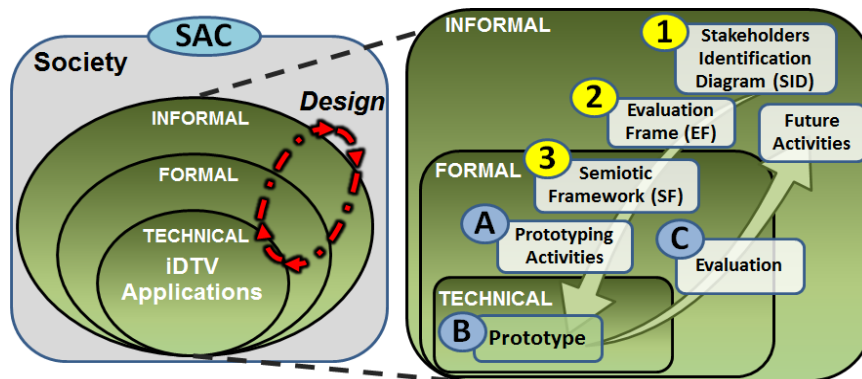 SAC
Society
Design
INFORMAL
FORMAL
TECHNICAL
iDTV
Applications
INFORMAL
1
Stakeholders
Identification
Diagram (SID)
2
Evaluation
Frame (EF)
Future
Activities
FORMAL
3
Semiotic
Framework (SF)
A
Prototyping
Activities
C
Evaluation
TECHNICAL
B
Prototype